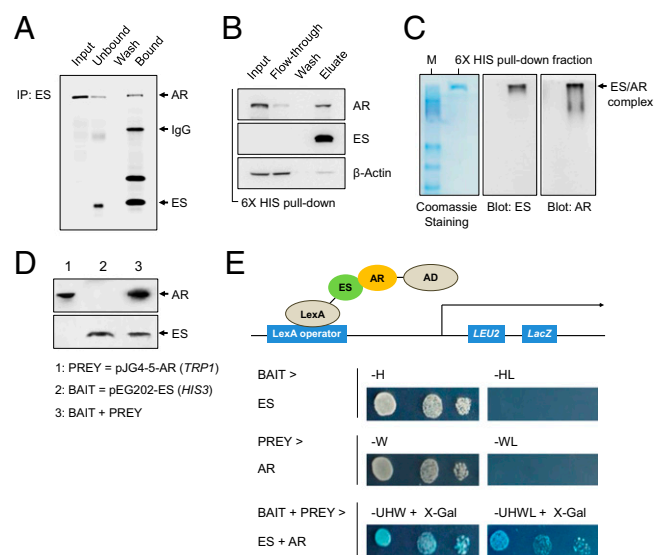 A
Input
Unbound
Wash
Bound
IP: ES
AR
IgG
ES
B
Input
Flow-through
Wash
Eluate
AR
ES
β-Actin
6X HIS pull-down
C
M
6X HIS pull-down fraction
ES/AR
complex
Coomassie
Staining
Blot: ES
Blot: AR
D
1 2 3
AR
ES
1: PREY = pJG4-5-AR (TRP1)
2: BAIT = pEG202-ES (HIS3)
3: BAIT + PREY
E
ES
AR
AD
LexA
LexA operator
LEU2
LacZ
BAIT >
-H
-HL
ES
PREY >
-W
-WL
AR
BAIT + PREY >
-UHW + X-Gal
-UHWL + X-Gal
ES + AR